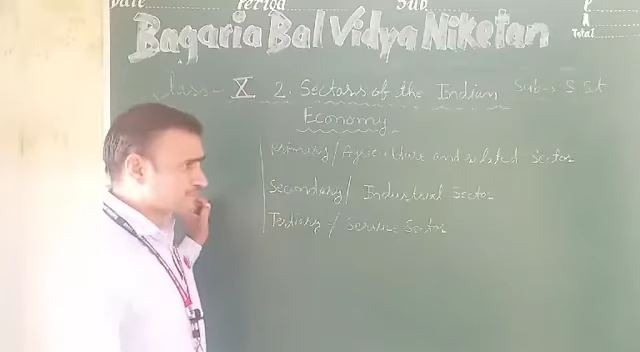 Date Period Sub. P
A
Total
Bagaria Bal Vidya Niketan
Class - X 2. Sectors of the Indian Sub - S St
Economy
Primary / Agriculture and related Sector
Secondary / Industrial Sector
Tertiary / Service Sector